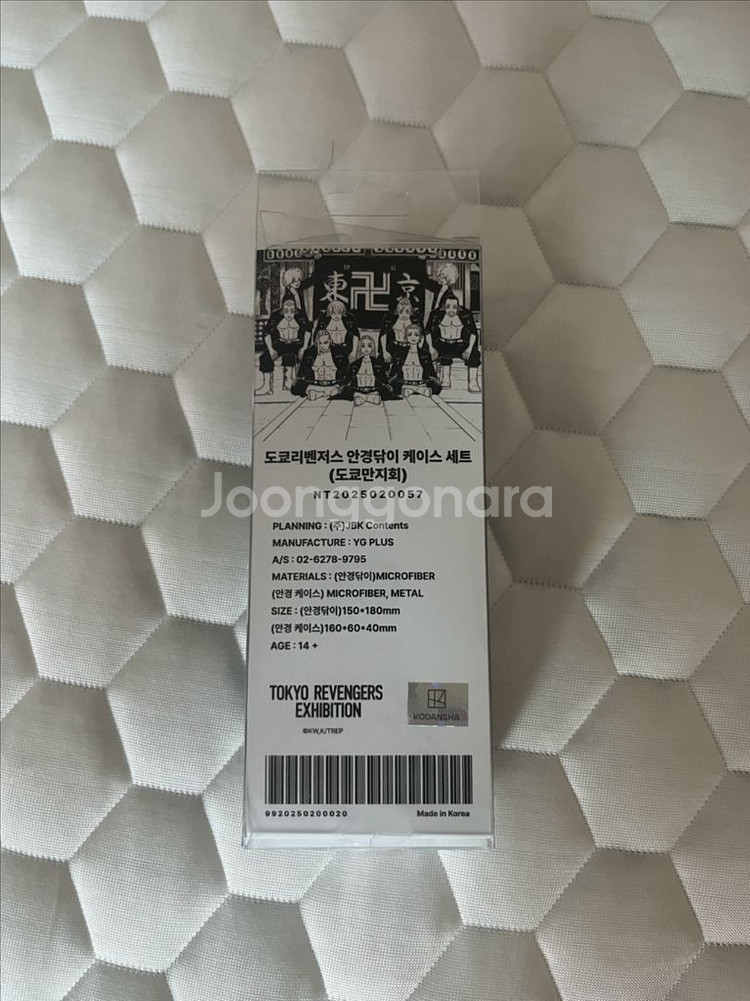 東卍京
도쿄리벤저스 안경닦이 케이스 세트
(도쿄만지회)
NT2025020057
Joonggonara
PLANNING : (주)JBK Contents
MANUFACTURE : YG PLUS
A/S : 02-6278-9795
MATERIALS : (안경닦이)MICROFIBER
(안경 케이스) MICROFIBER, METAL
SIZE : (안경닦이)150*180mm
(안경 케이스)160*60*40mm
AGE : 14 +
TOKYO REVENGERS
EXHIBITION
KODANSHA
©KW,K/TREP
9920250200020
Made in Korea